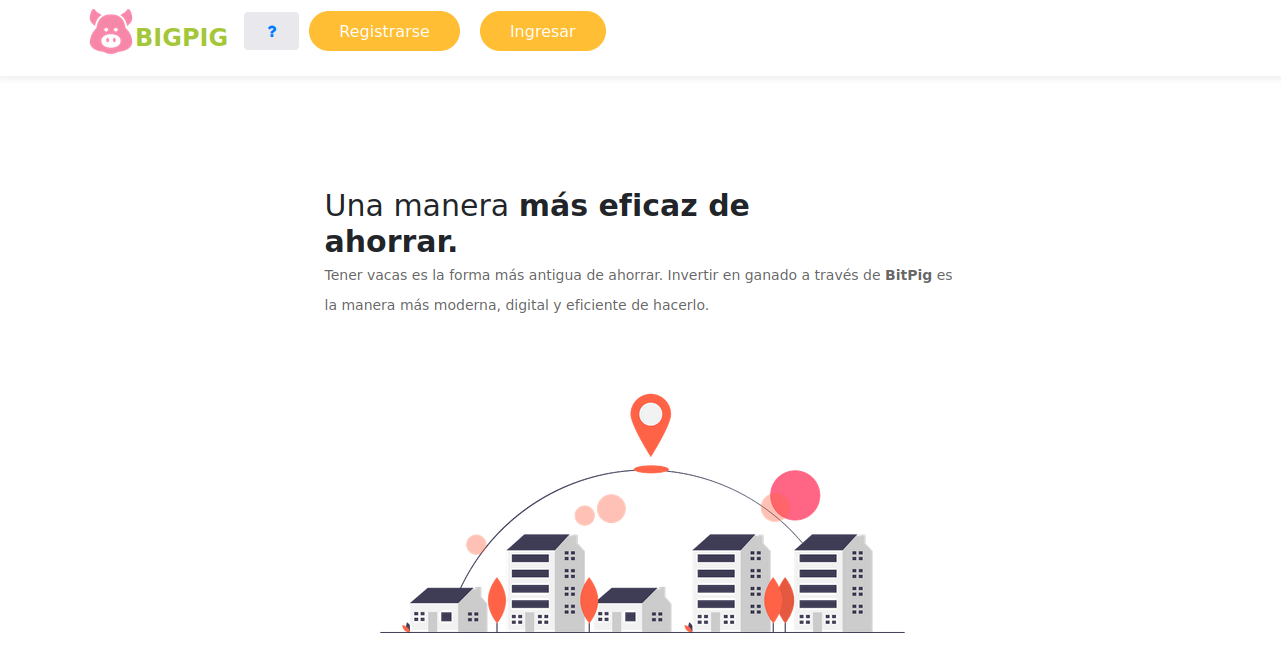 BIGPIG ? Registrarse Ingresar
Una manera más eficaz de
ahorrar.
Tener vacas es la forma más antigua de ahorrar. Invertir en ganado a través de BitPig es
la manera más moderna, digital y eficiente de hacerlo.